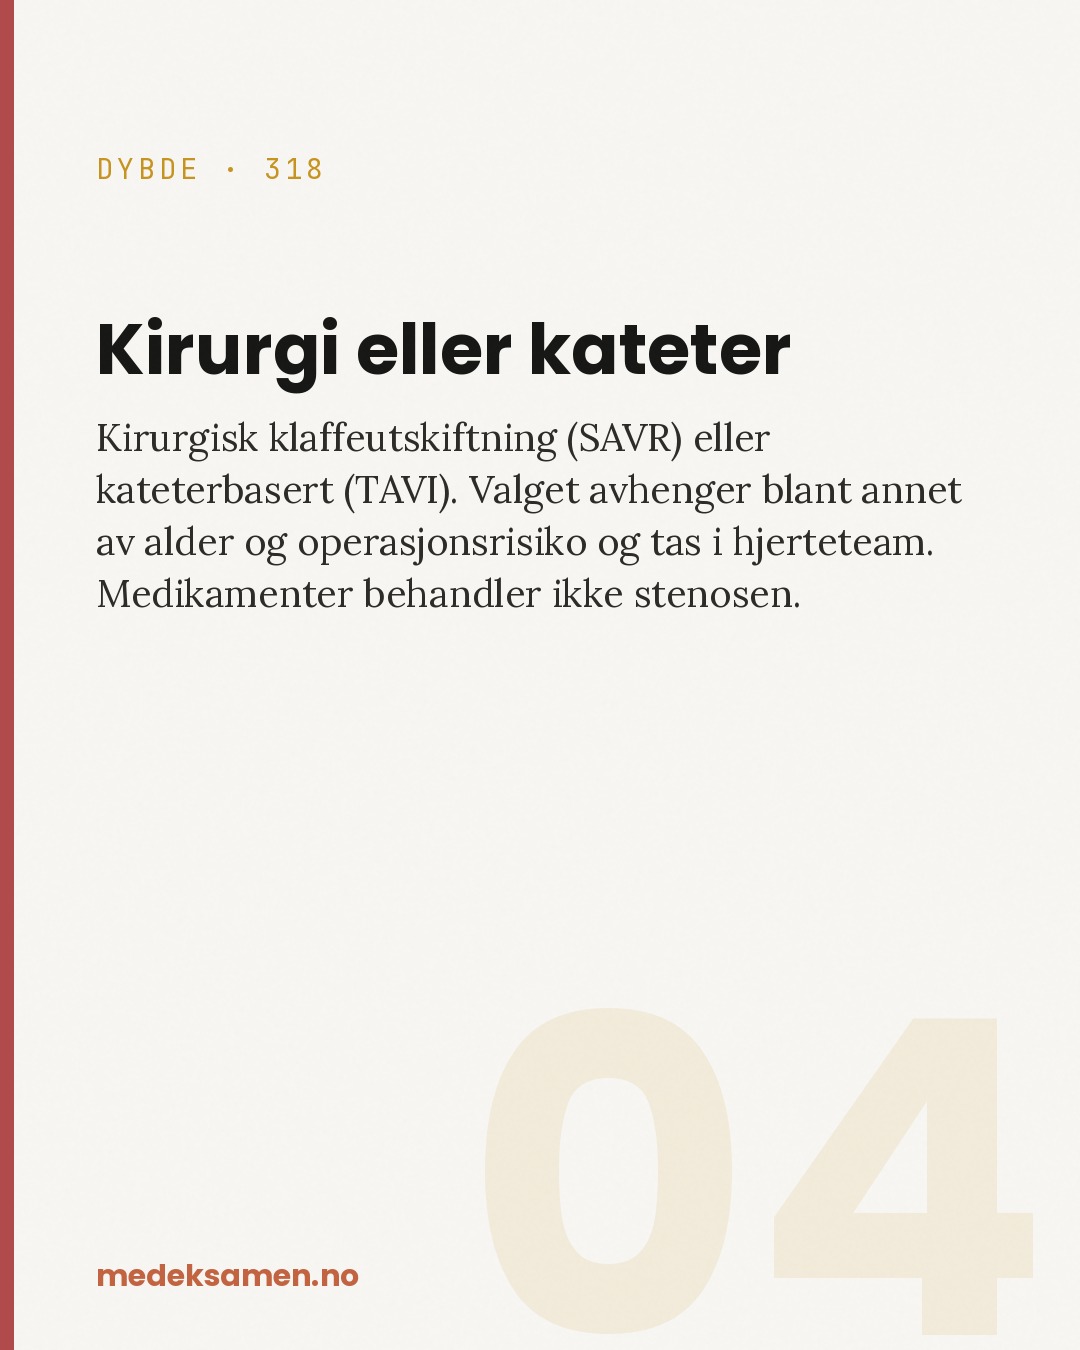 DYBDE · 318
Kirurgi eller kateter
Kirurgisk klaffeutskiftning (SAVR) eller
kateterbasert (TAVI). Valget avhenger blant annet
av alder og operasjonsrisiko og tas i hjerteteam.
Medikamenter behandler ikke stenosen.
04
medeksamen.no